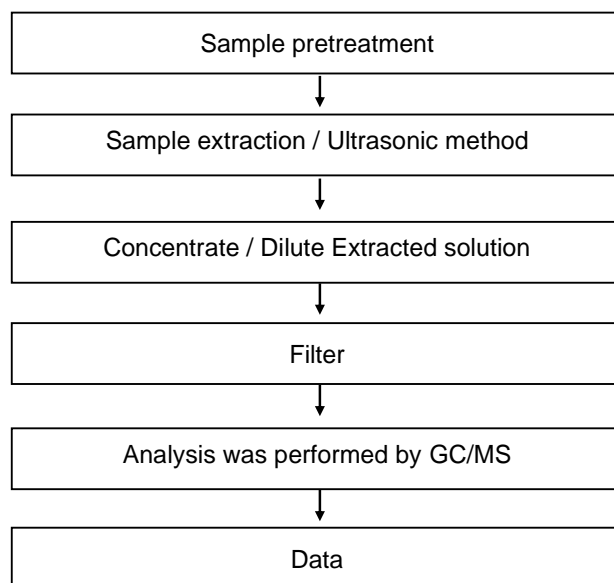 Sample pretreatment
Sample extraction / Ultrasonic method
Concentrate / Dilute Extracted solution
Filter
Analysis was performed by GC/MS
Data